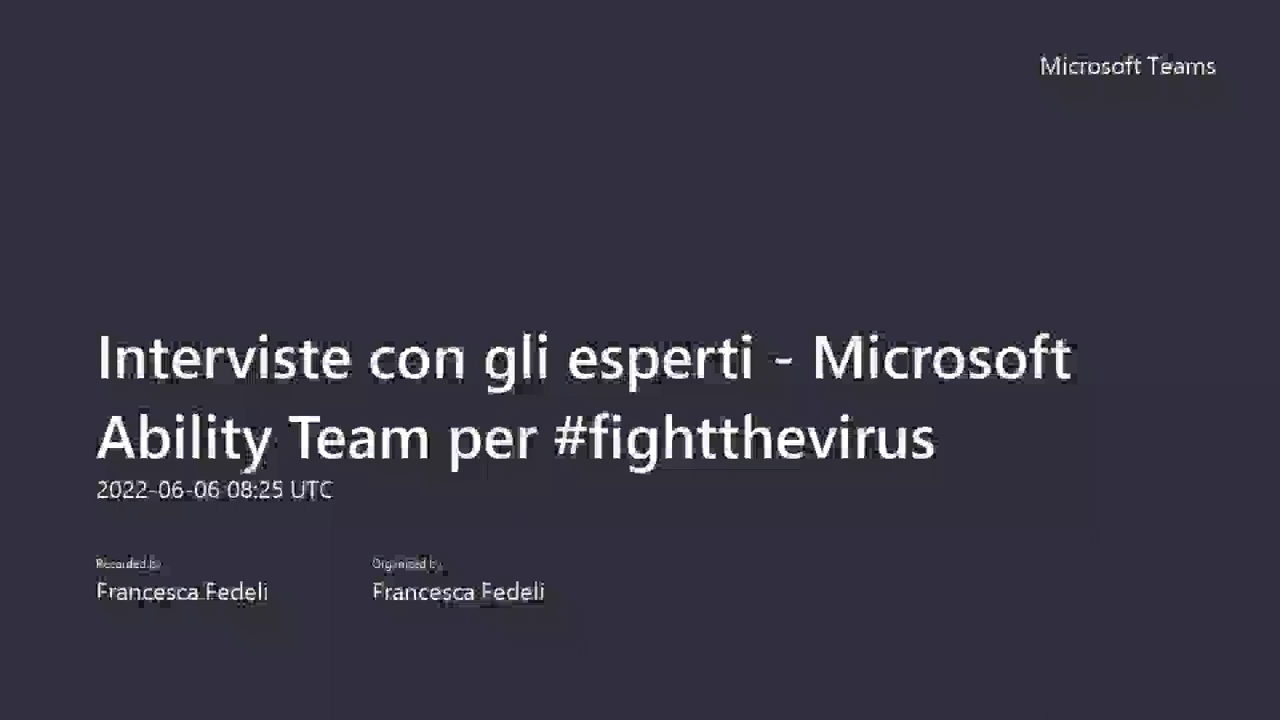 Microsoft Teams
Interviste con gli esperti - Microsoft
Ability Team per #fightthevirus
2022-06-06 08:25 UTC
Recorded by
Organized by
Francesca Fedeli
Francesca Fedeli